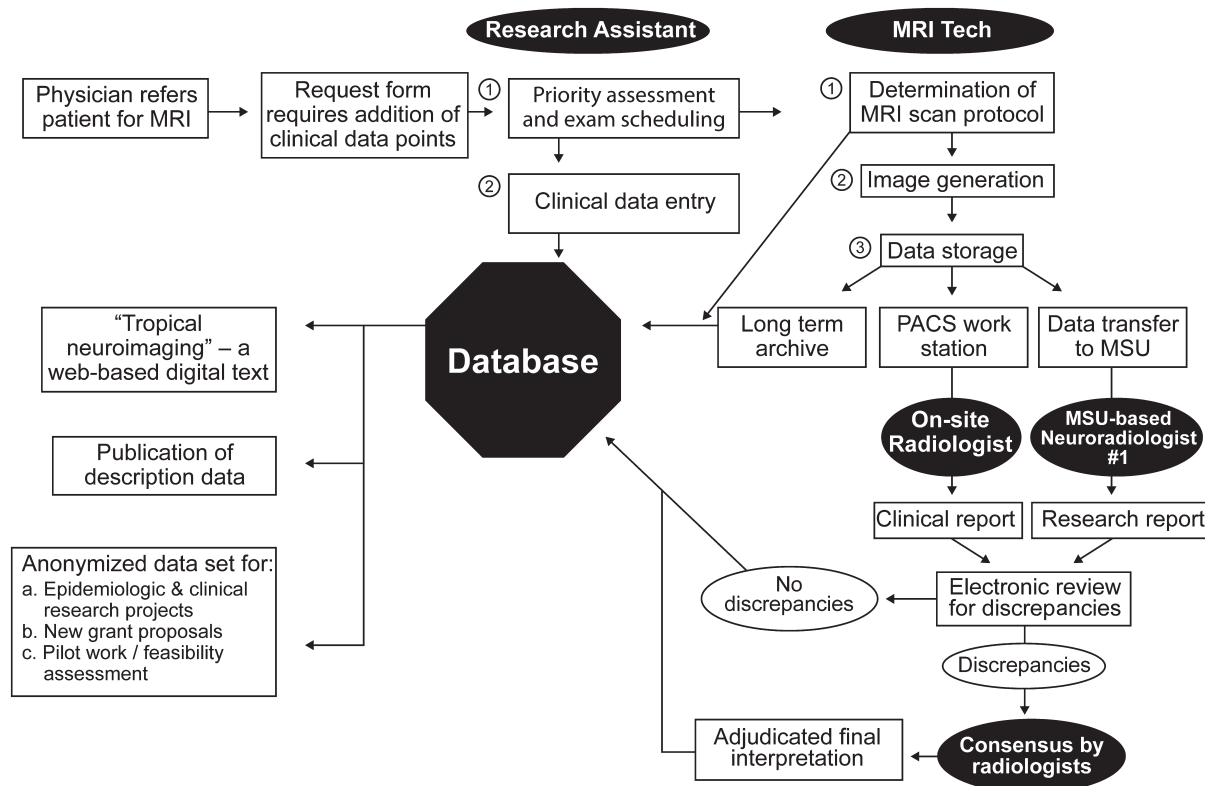 Research Assistant
MRI Tech
Physician refers
patient for MRI
Request form
requires addition of
clinical data points
1
Priority assessment
and exam scheduling
1
Determination of
MRI scan protocol
2
Clinical data entry
2
Image generation
3
Data storage
“Tropical
neuroimaging” – a
web-based digital text
Database
Long term
archive
PACS work
station
Data transfer
to MSU
On-site
Radiologist
MSU-based
Neuroradiologist
#1
Publication of
description data
Clinical report
Research report
Anonymized data set for:
a. Epidemiologic & clinical
research projects
b. New grant proposals
c. Pilot work / feasibility
assessment
No
discrepancies
Electronic review
for discrepancies
Discrepancies
Adjudicated final
interpretation
Consensus by
radiologists